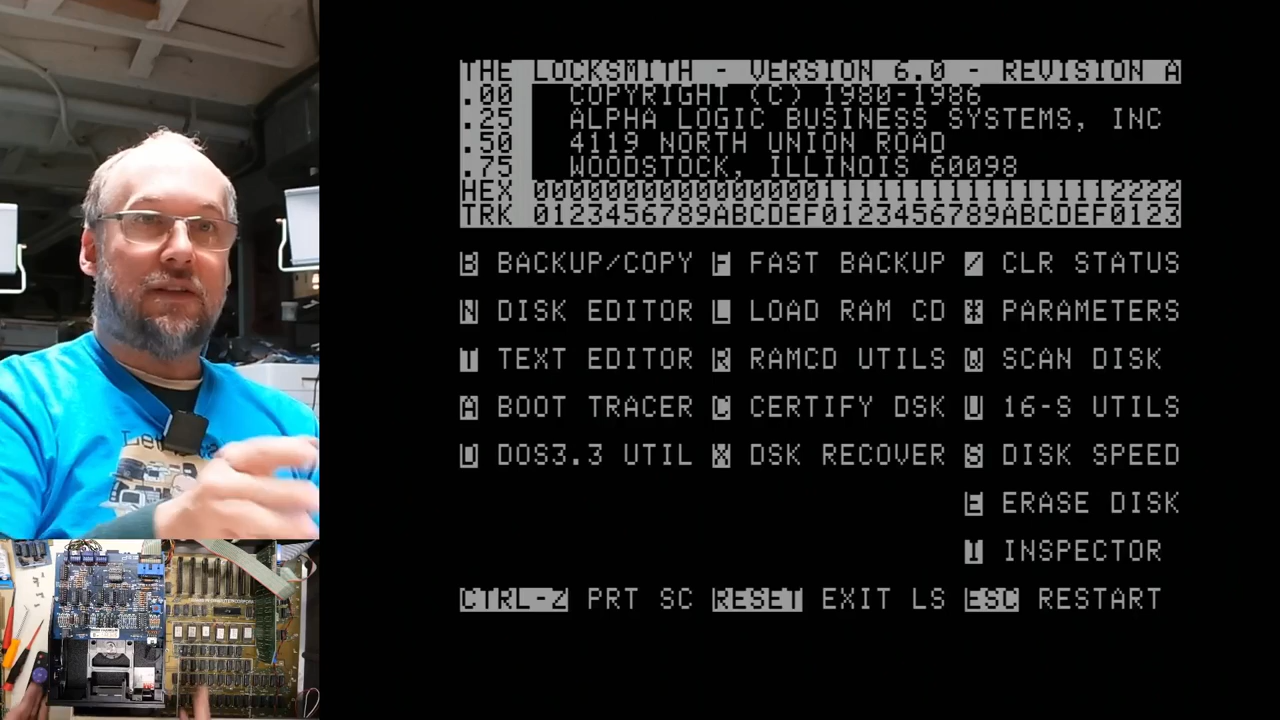 THE LOCKSMITH - VERSION 6.0 - REVISION A
.00 COPYRIGHT (C) 1980-1986
.25 ALPHA LOGIC BUSINESS SYSTEMS, INC
.50 4119 NORTH UNION ROAD
.75 WOODSTOCK, ILLINOIS 60098
HEX 000000000000000011111111111111112222
TRK 0123456789ABCDEF0123456789ABCDEF0123
B BACKUP/COPY F FAST BACKUP / CLR STATUS
N DISK EDITOR L LOAD RAM CD * PARAMETERS
T TEXT EDITOR R RAMCD UTILS Q SCAN DISK
A BOOT TRACER C CERTIFY DSK U 16-S UTILS
D DOS3.3 UTIL X DSK RECOVER S DISK SPEED
E ERASE DISK
I INSPECTOR
CTRL-Z PRT SC RESET EXIT LS ESC RESTART